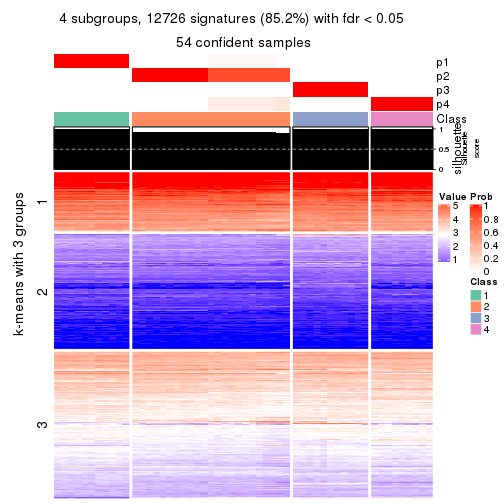 4 subgroups, 12726 signatures (85.2%) with fdr < 0.05
54 confident samples
p1
p2
p3
p4
Class
1
0.5
0
silhouette
Silhouette
score
k-means with 3 groups
1
2
3
Value
5
4
3
2
1
Prob
1
0.8
0.6
0.4
0.2
0
Class
1
2
3
4